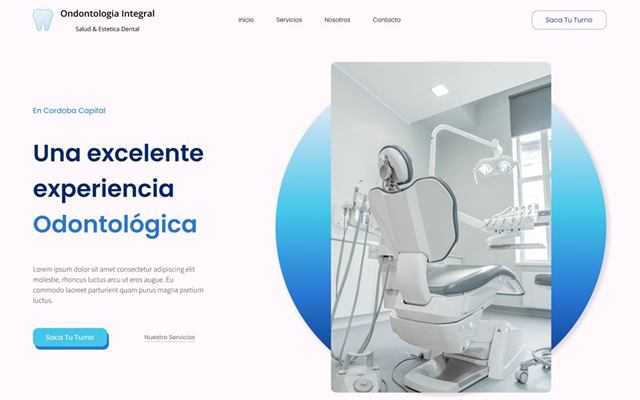 Ondontologia Integral
Salud & Estetica Dental
Inicio
Servicios
Nosotros
Contacto
Saca Tu Turno
En Cordoba Capital
Una excelente
experiencia
Odontológica
Lorem ipsum dolor sit amet consectetur adipiscing elit
molestie, rhoncus lacus arcu ut eros augue. Eu
commodo laoreet parturient quam purus magna pretium
luctus.
Saca Tu Turno
Nuestro Servicios